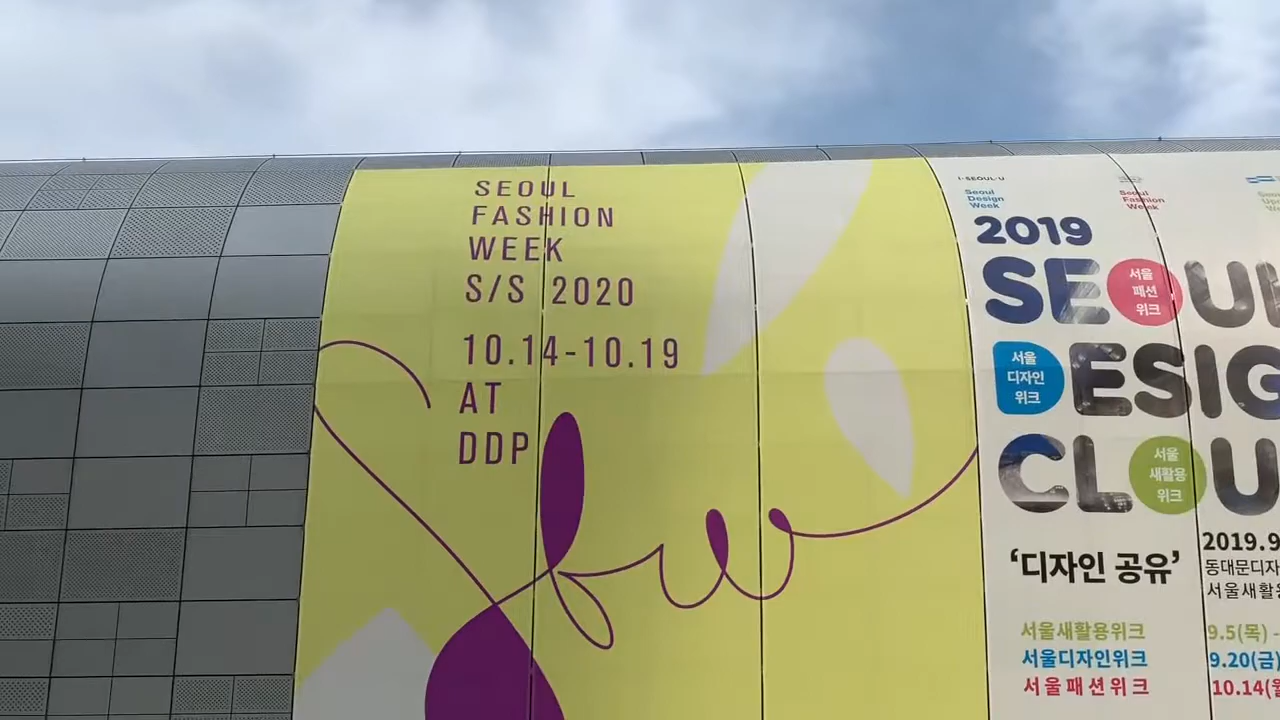 SEOUL
FASHION
WEEK
S/S 2020
10.14-10.19
AT
DDP
sfw
I·SEOUL·U
Seoul
Design
Week
Seoul
Fashion
Week
2019
SEOU
서울
패션
위크
DESIG
서울
디자인
위크
CLOU
서울
새활용
위크
‘디자인 공유’
2019.9
동대문디자
서울새활용
서울새활용위크 9.5(목) -
서울디자인위크 9.20(금)
서울패션위크 10.14(월